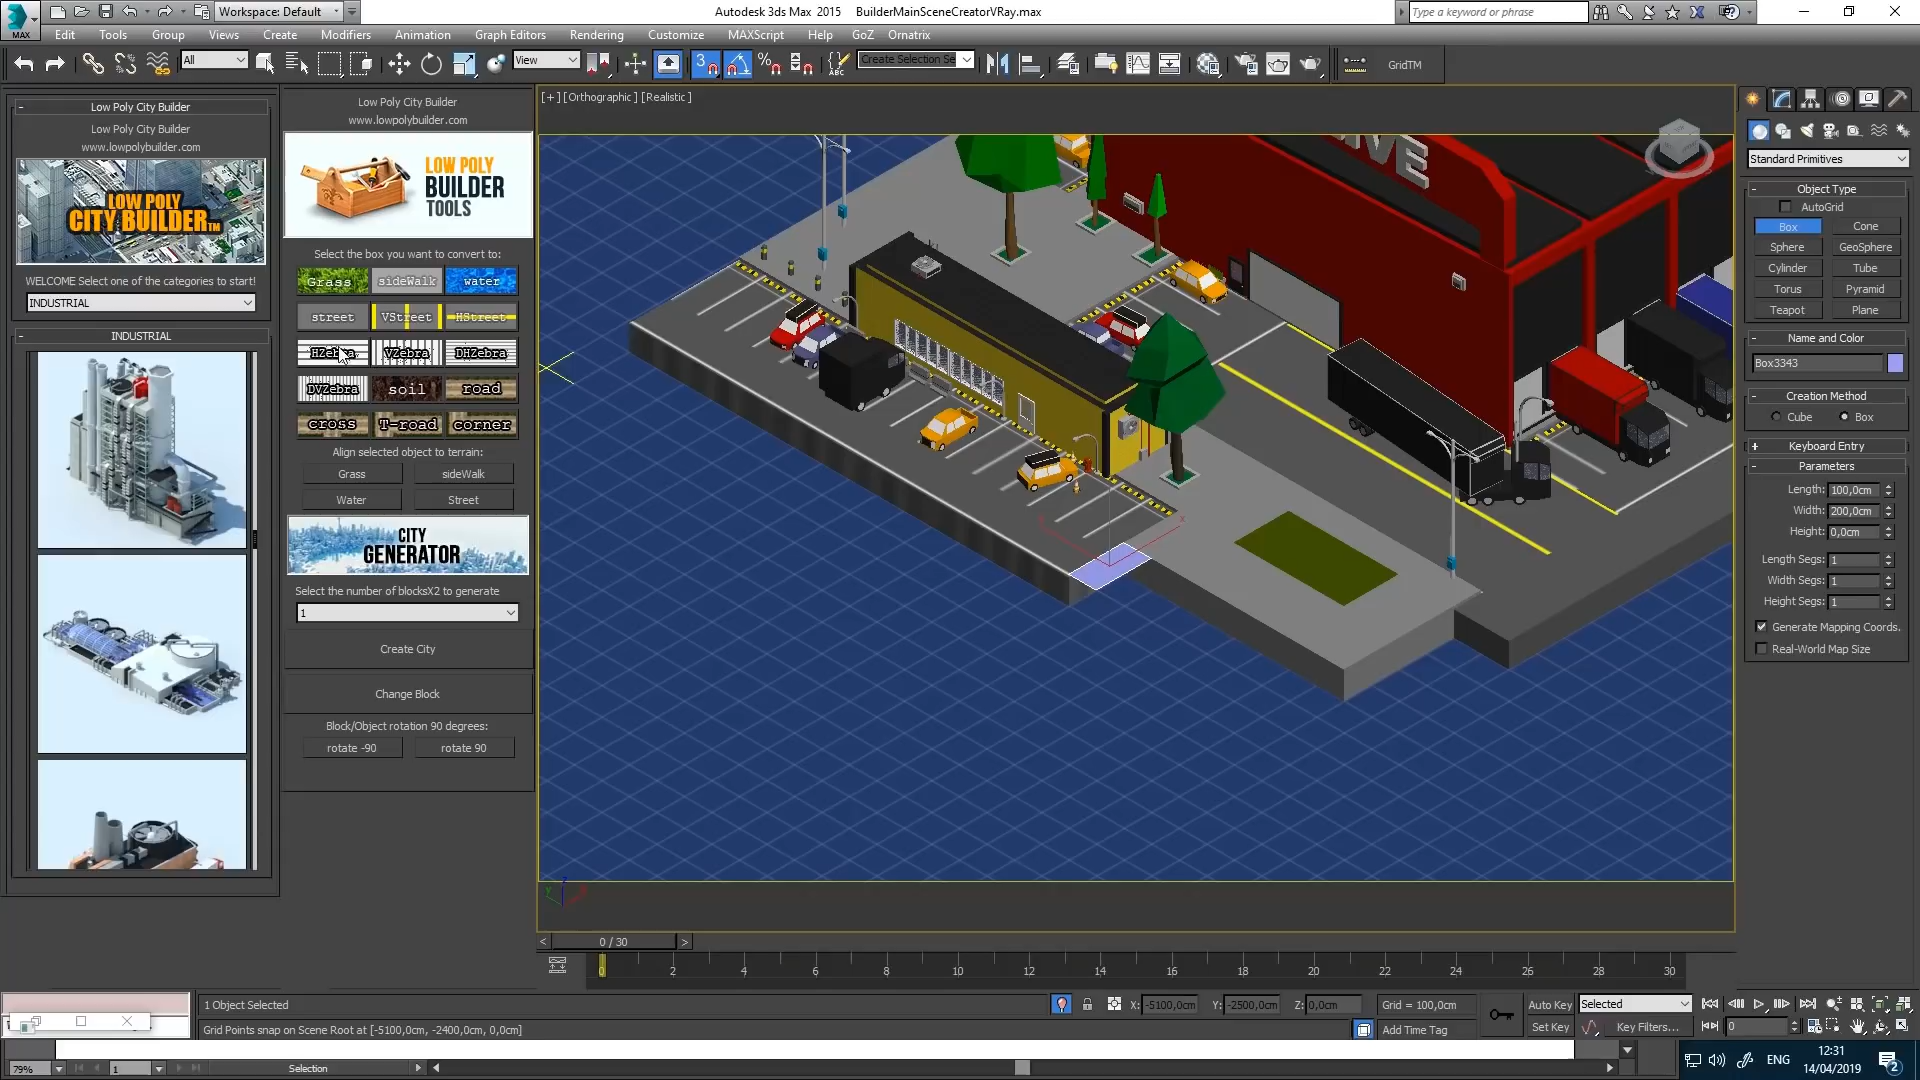 Workspace: Default
Autodesk 3ds Max 2015 BuilderMainSceneCreatorVRay.max
Type a keyword or phrase
MAX
Edit Tools Group Views Create Modifiers Animation Graph Editors Rendering Customize MAXScript Help GoZ Ornatrix
All
View
3
ABC
Create Selection Se
GridTM
Low Poly City Builder
Low Poly City Builder
www.lowpolybuilder.com
LOW POLY
CITY BUILDER™
WELCOME Select one of the categories to start!
INDUSTRIAL
INDUSTRIAL
Low Poly City Builder
www.lowpolybuilder.com
LOW POLY
BUILDER
TOOLS
Select the box you want to convert to:
Grass sideWalk water
street VStreet HStreet
HZebra VZebra DHZebra
DVZebra soil road
cross T-road corner
Align selected object to terrain:
Grass sideWalk
Water Street
CITY
GENERATOR
Select the number of blocksX2 to generate
1
Create City
Change Block
Block/Object rotation 90 degrees:
rotate -90 rotate 90
[+] [Orthographic] [Realistic]
IVE
Standard Primitives
Object Type
AutoGrid
Box Cone
Sphere GeoSphere
Cylinder Tube
Torus Pyramid
Teapot Plane
Name and Color
Box3343
Creation Method
Cube Box
Keyboard Entry
Parameters
Length: 100,0cm
Width: 200,0cm
Height: 0,0cm
Length Segs: 1
Width Segs: 1
Height Segs: 1
Generate Mapping Coords.
Real-World Map Size
0 / 30
0 2 4 6 8 10 12 14 16 18 20 22 24 26 28 30
1 Object Selected
X: -5100,0cm Y: -2500,0cm Z: 0,0cm Grid = 100,0cm
Auto Key Selected
Grid Points snap on Scene Root at [-5100,0cm, -2400,0cm, 0,0cm]
Add Time Tag
Set Key Key Filters... 0
79% 1 Selection
ENG 12:31
14/04/2019
2